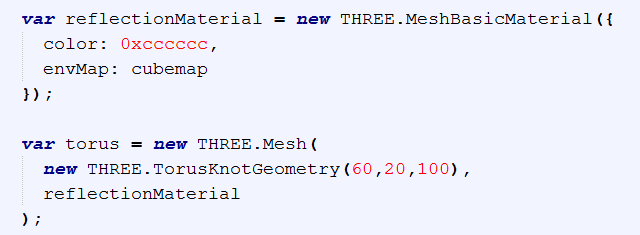 var reflectionMaterial = new THREE.MeshBasicMaterial({
  color: 0xcccccc,
  envMap: cubemap
});

var torus = new THREE.Mesh(
  new THREE.TorusKnotGeometry(60,20,100),
  reflectionMaterial
);